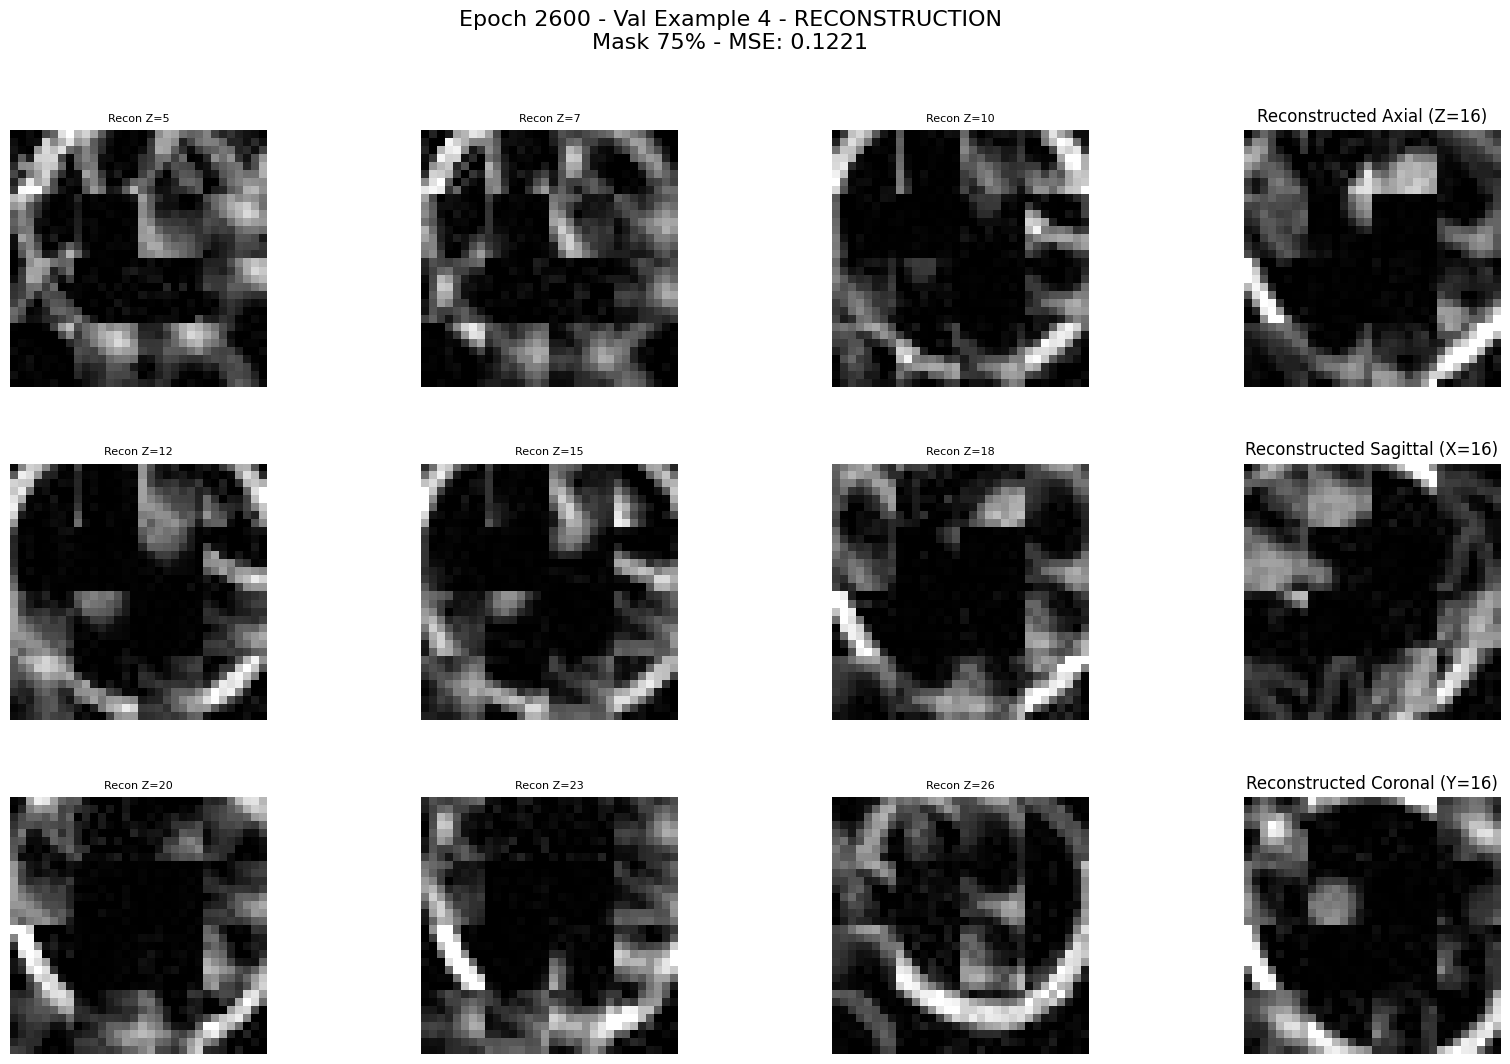 Epoch 2600 - Val Example 4 - RECONSTRUCTION
Mask 75% - MSE: 0.1221
Recon Z=5
Recon Z=7
Recon Z=10
Reconstructed Axial (Z=16)
Recon Z=12
Recon Z=15
Recon Z=18
Reconstructed Sagittal (X=16)
Recon Z=20
Recon Z=23
Recon Z=26
Reconstructed Coronal (Y=16)